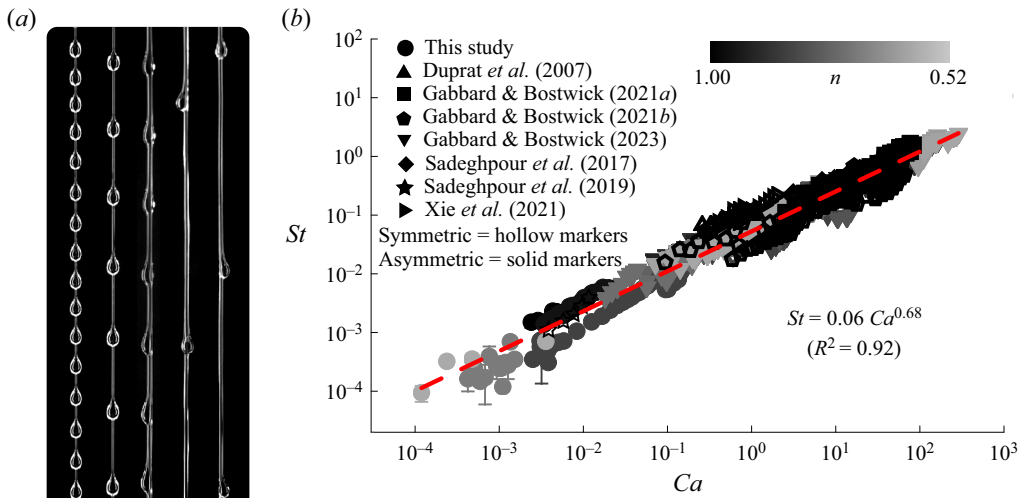 (a)
(b)
10²
10¹
10⁰
10⁻¹
10⁻²
10⁻³
10⁻⁴
St
This study
Duprat et al. (2007)
Gabbard & Bostwick (2021a)
Gabbard & Bostwick (2021b)
Gabbard & Bostwick (2023)
Sadeghpour et al. (2017)
Sadeghpour et al. (2019)
Xie et al. (2021)
Symmetric = hollow markers
Asymmetric = solid markers
1.00 n 0.52
St = 0.06 Ca⁰·⁶⁸
(R² = 0.92)
10⁻⁴ 10⁻³ 10⁻² 10⁻¹ 10⁰ 10¹ 10² 10³
Ca